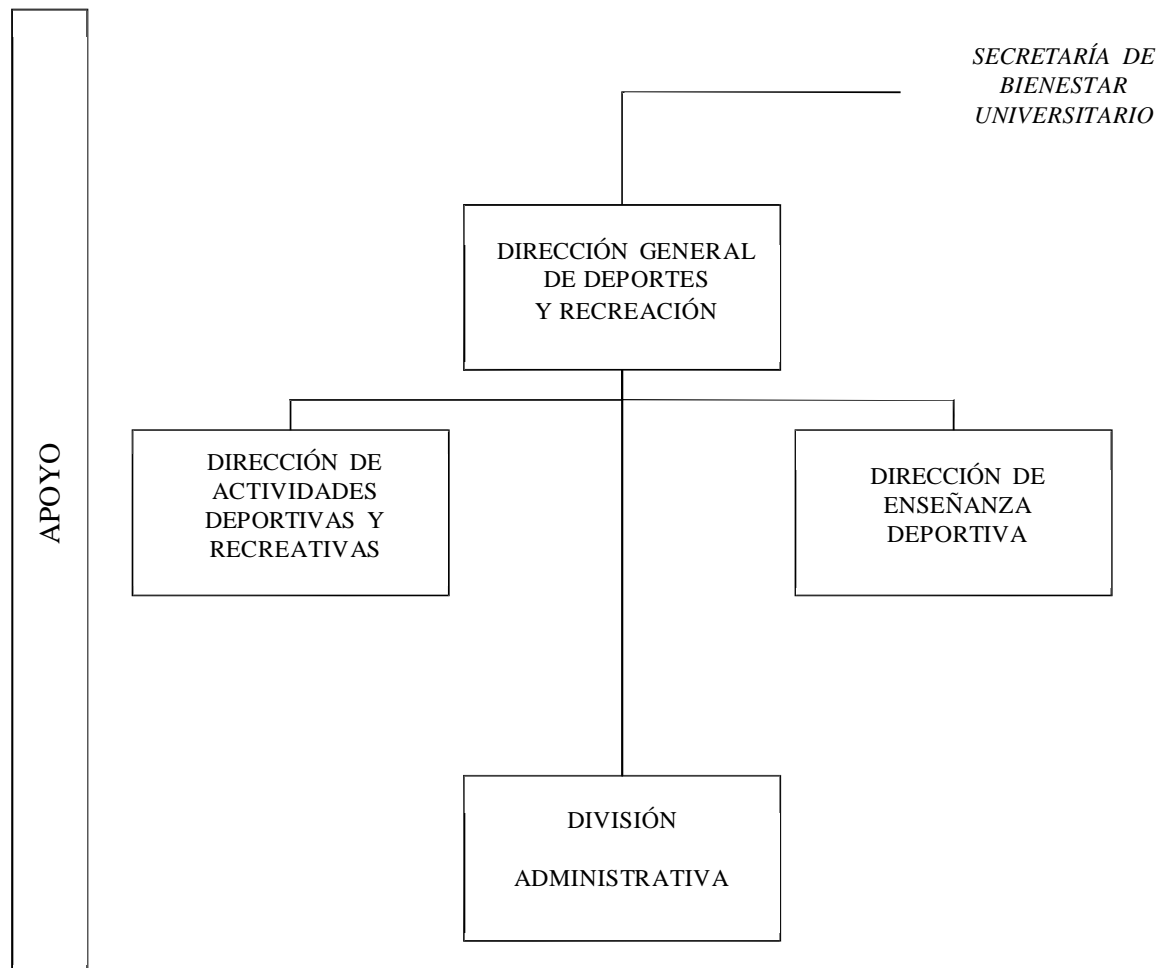 SECRETARÍA DE
BIENESTAR
UNIVERSITARIO
DIRECCIÓN GENERAL
DE DEPORTES
Y RECREACIÓN
APOYO
DIRECCIÓN DE
ACTIVIDADES
DEPORTIVAS Y
RECREATIVAS
DIRECCIÓN DE
ENSEÑANZA
DEPORTIVA
DIVISIÓN
ADMINISTRATIVA